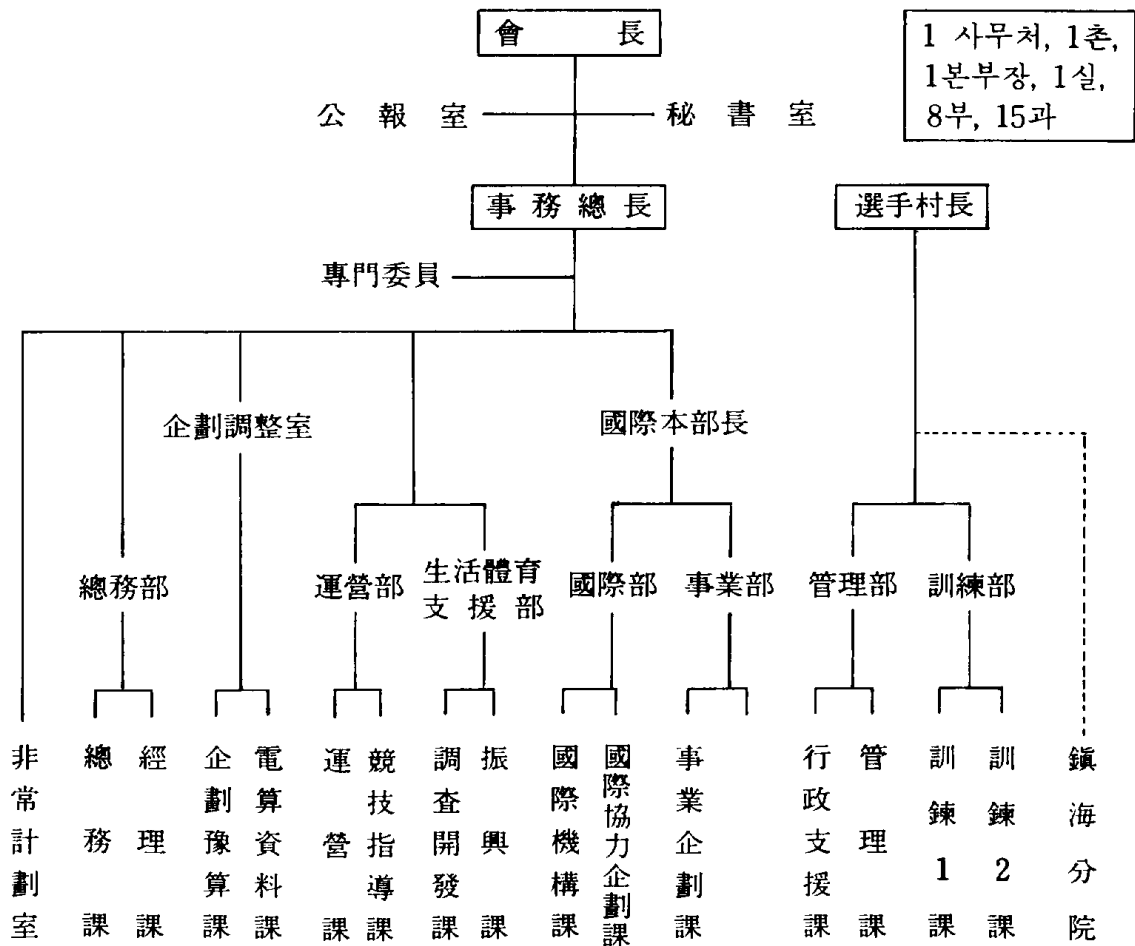 會 長
1 사무처, 1촌,
1본부장, 1실,
8부, 15과
公 報 室
秘 書 室
事 務 總 長
選手村長
專門委員
企劃調整室
國際本部長
總務部
運營部
生活體育
支 援 部
國際部
事業部
管理部
訓練部
非常計劃室
總務課
經理課
企劃豫算課
電算資料課
運營課
競技指導課
調査開發課
振興課
國際機構課
國際協力企劃課
事業企劃課
行政支援課
管理課
訓鍊1課
訓鍊2課
鎭海分院